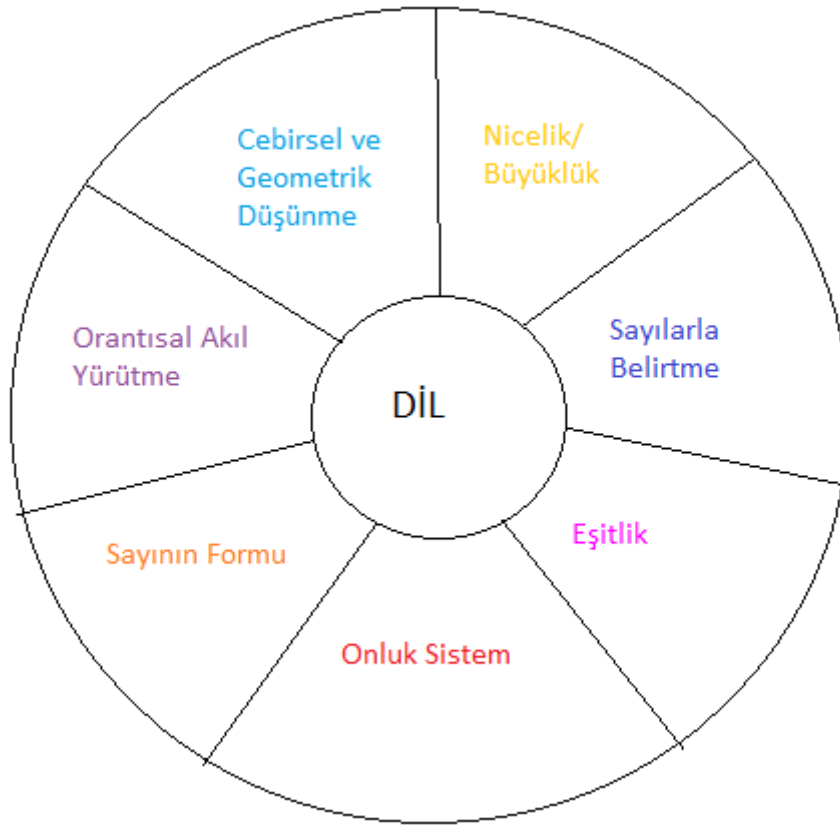 Cebirsel ve
Geometrik
Düşünme
Nicelik/
Büyüklük
Orantısal Akıl
Yürütme
Sayılarla
Belirtme
DİL
Sayının Formu
Eşitlik
Onluk Sistem